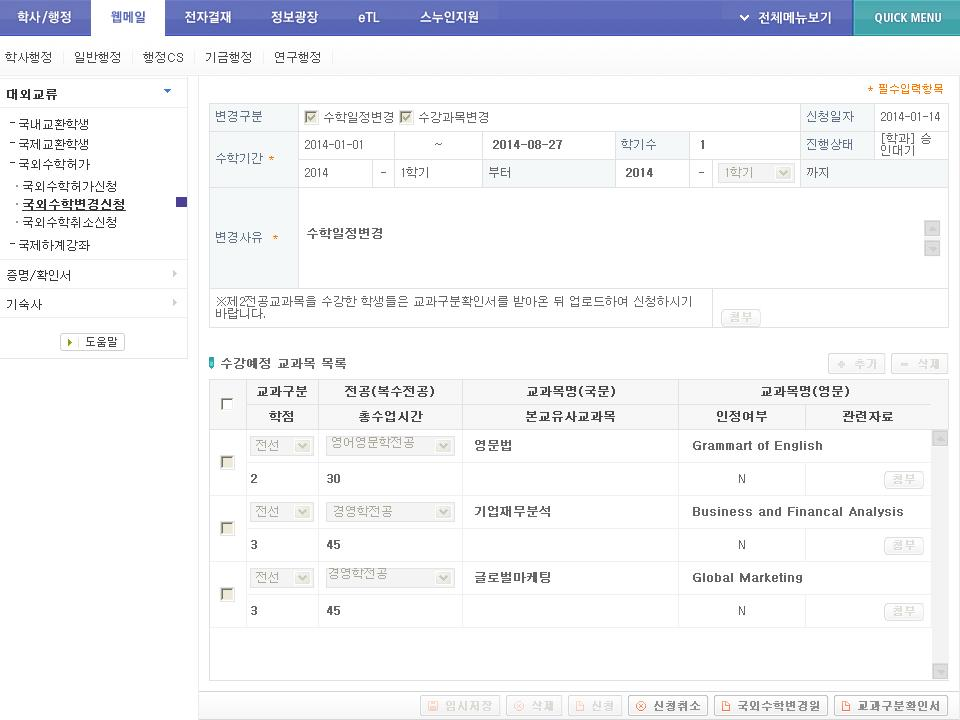 학사/행정 웹메일 전자결재 정보광장 eTL 스누인지원 전체메뉴보기 QUICK MENU
학사행정 일반행정 행정CS 기금행정 연구행정
대외교류
국내교환학생
국제교환학생
국외수학허가
· 국외수학허가신청
· 국외수학변경신청
· 국외수학취소신청
국제하계강좌
증명/확인서
기숙사
도움말
* 필수입력항목
변경구분 수학일정변경 수강과목변경 신청일자 2014-01-14
수학기간 * 2014-01-01 ~ 2014-08-27 학기수 1 진행상태 [학과] 승
인대기
2014 - 1학기 부터 2014 - 1학기 까지
변경사유 * 수학일정변경
※제2전공교과목을 수강한 학생들은 교과구분확인서를 받아온 뒤 업로드하여 신청하시기
바랍니다.
첨부
수강예정 교과목 목록 + 추가 - 삭제
교과구분 전공(복수전공) 교과목명(국문) 교과목명(영문)
학점 총수업시간 본교유사교과목 인정여부 관련자료
전선 영어영문학전공 영문법 Grammart of English
2 30 N 첨부
전선 경영학전공 기업재무분석 Business and Financal Analysis
3 45 N 첨부
전선 경영학전공 글로벌마케팅 Global Marketing
3 45 N 첨부
임시저장 삭제 신청 신청취소 국외수학변경원 교과구분확인서